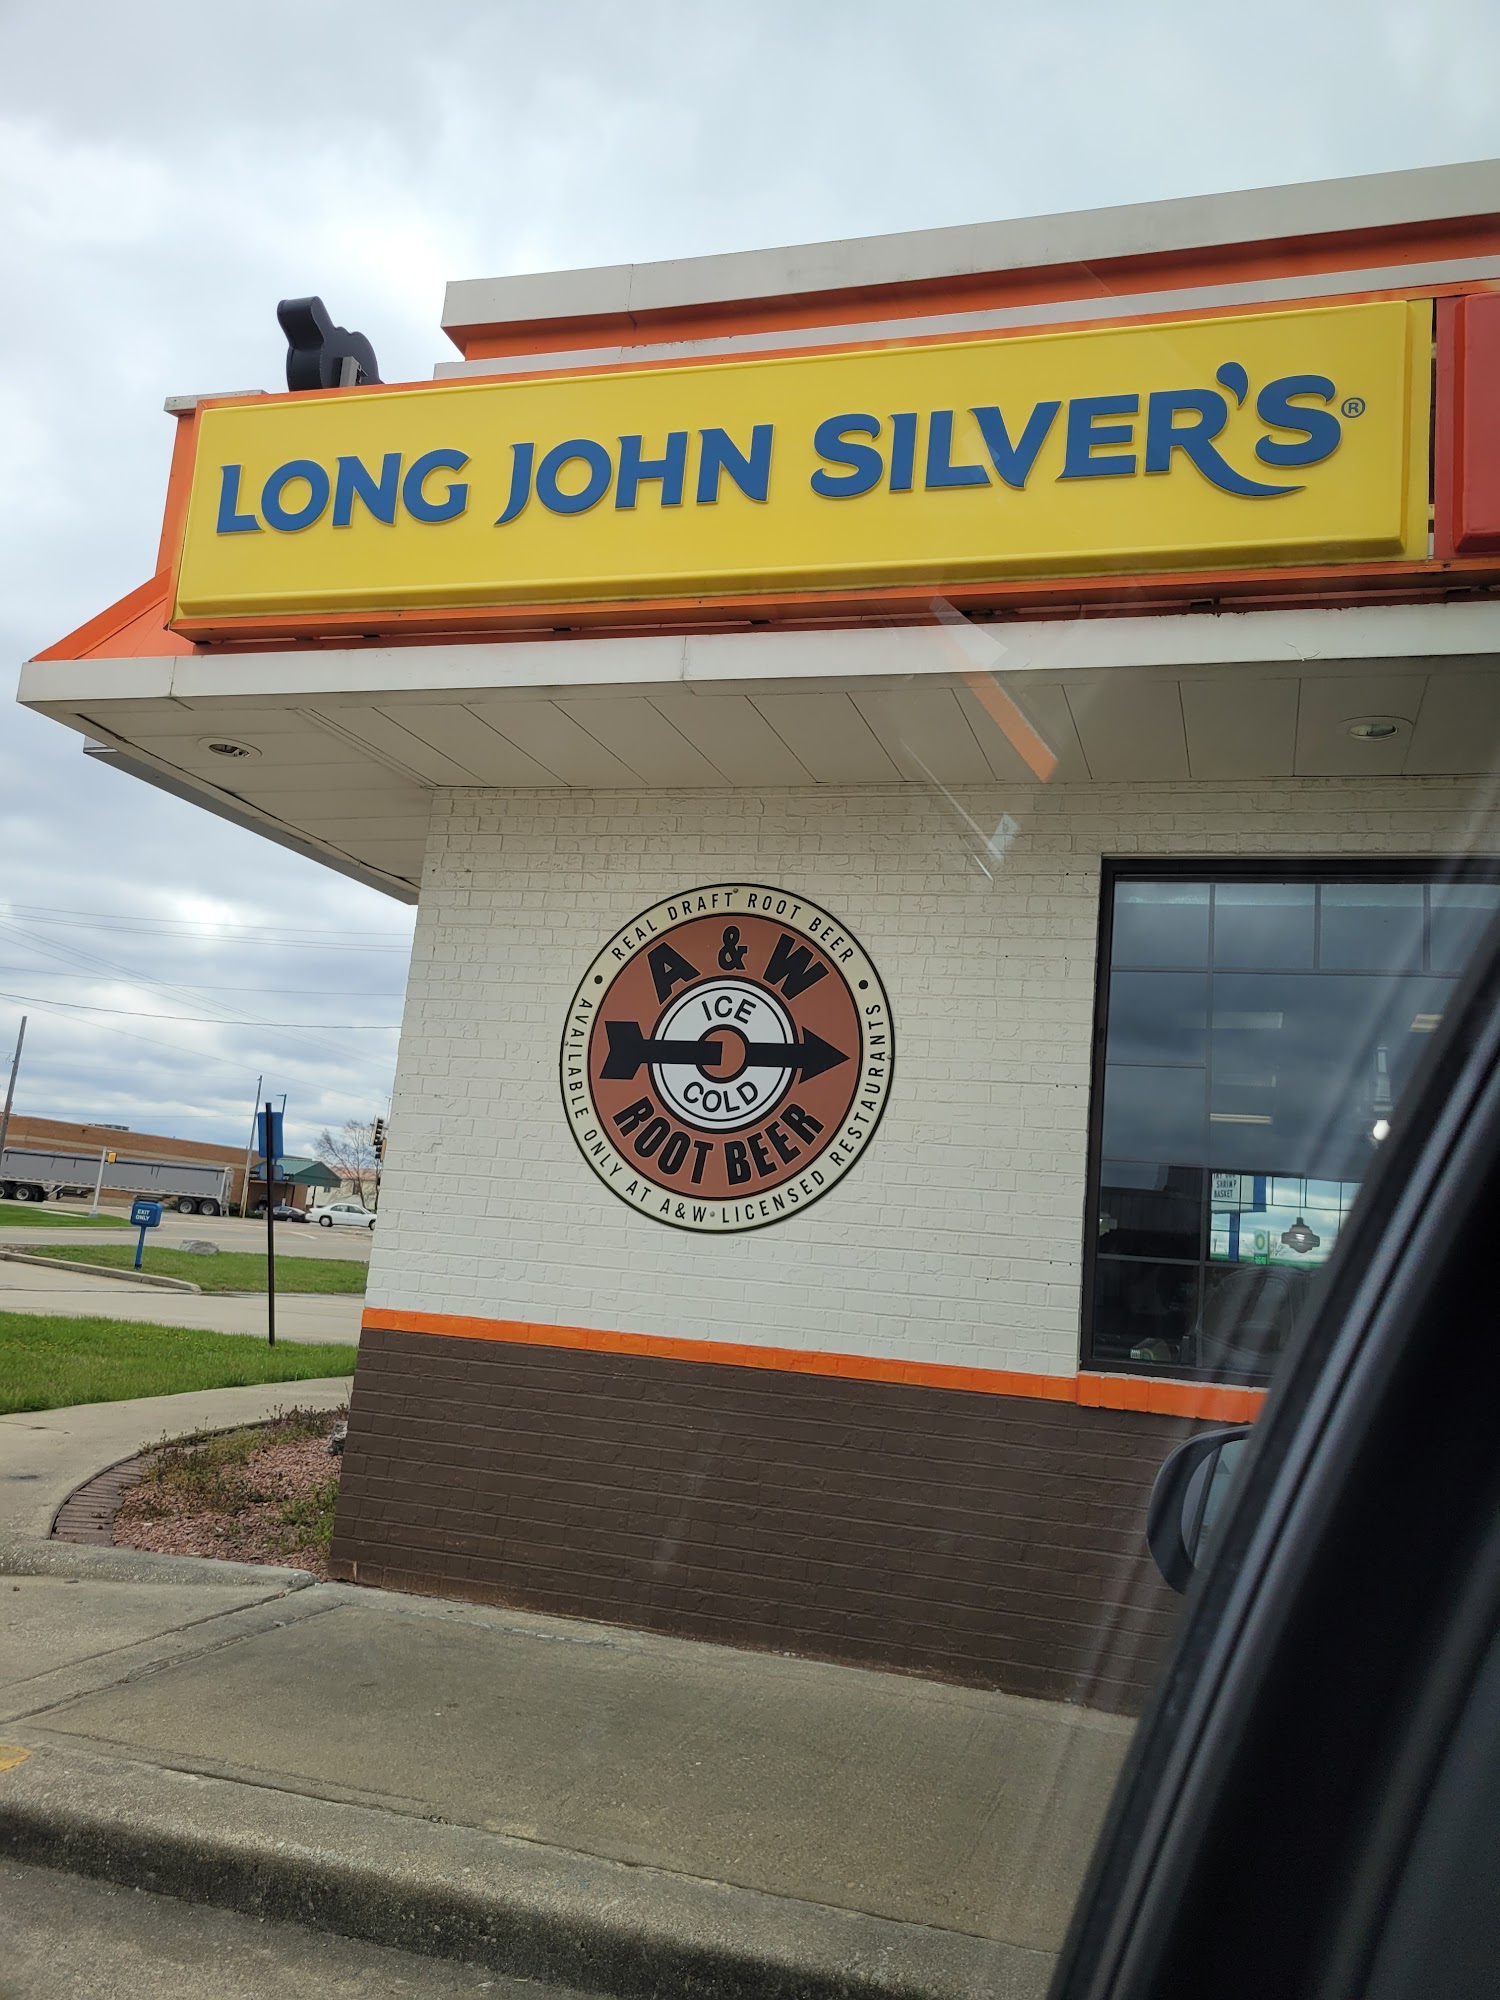 LONG JOHN SILVER'S®
REAL DRAFT ROOT BEER
A & W
ICE
COLD
ROOT BEER
AVAILABLE ONLY AT A&W LICENSED RESTAURANTS
EXIT
ONLY
SHRIMP
BASKET